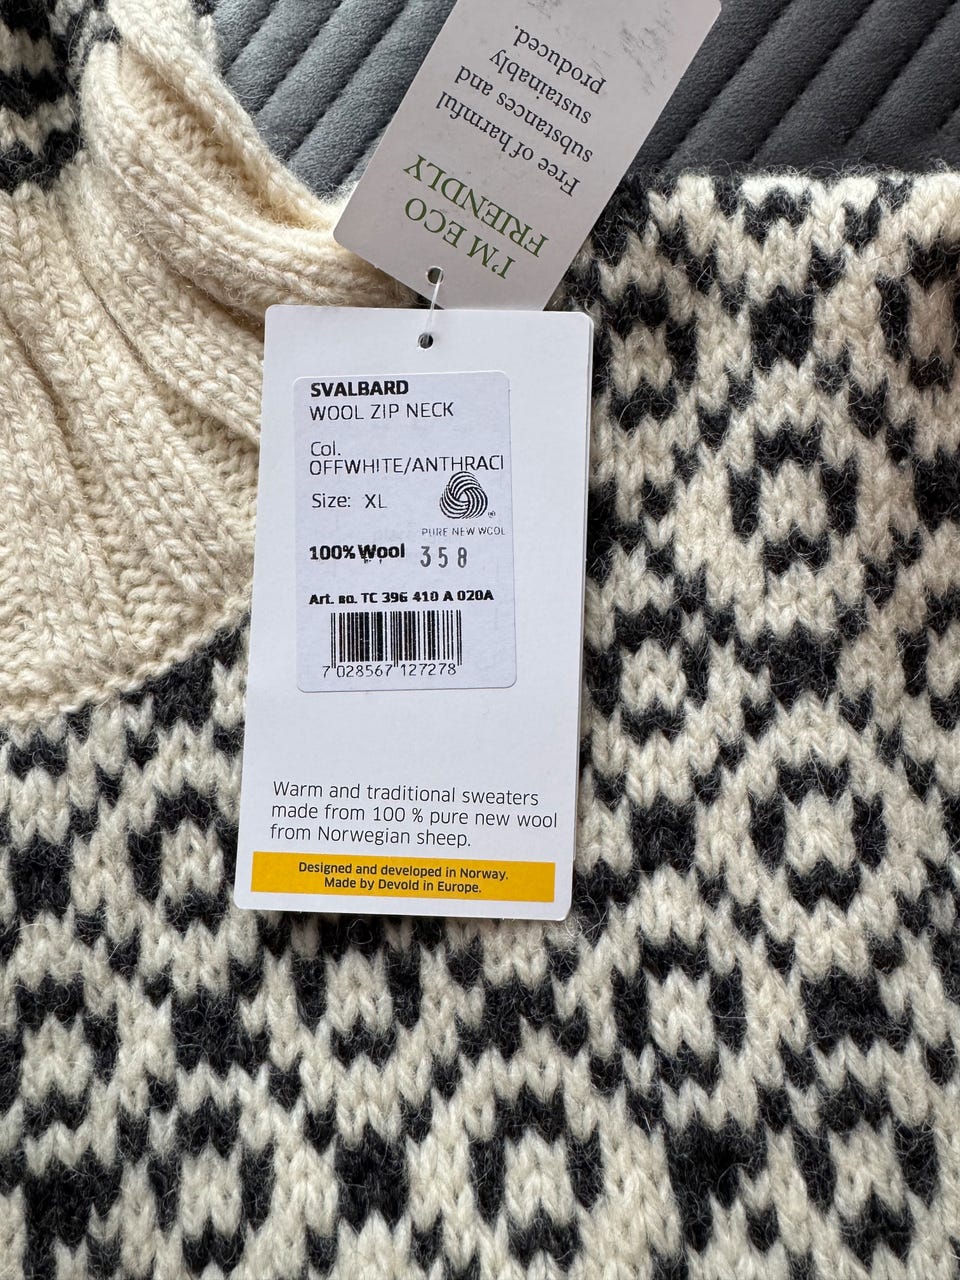 I'M ECO
FRIENDLY
Free of harmful
substances and
sustainably
produced.
SVALBARD
WOOL ZIP NECK
Col.
OFFWHITE/ANTHRACI
Size: XL
PURE NEW WOOL
100% Wool 358
Art. no. TC 396 410 A 020A
7 028567 127278
Warm and traditional sweaters
made from 100 % pure new wool
from Norwegian sheep.
Designed and developed in Norway.
Made by Devold in Europe.